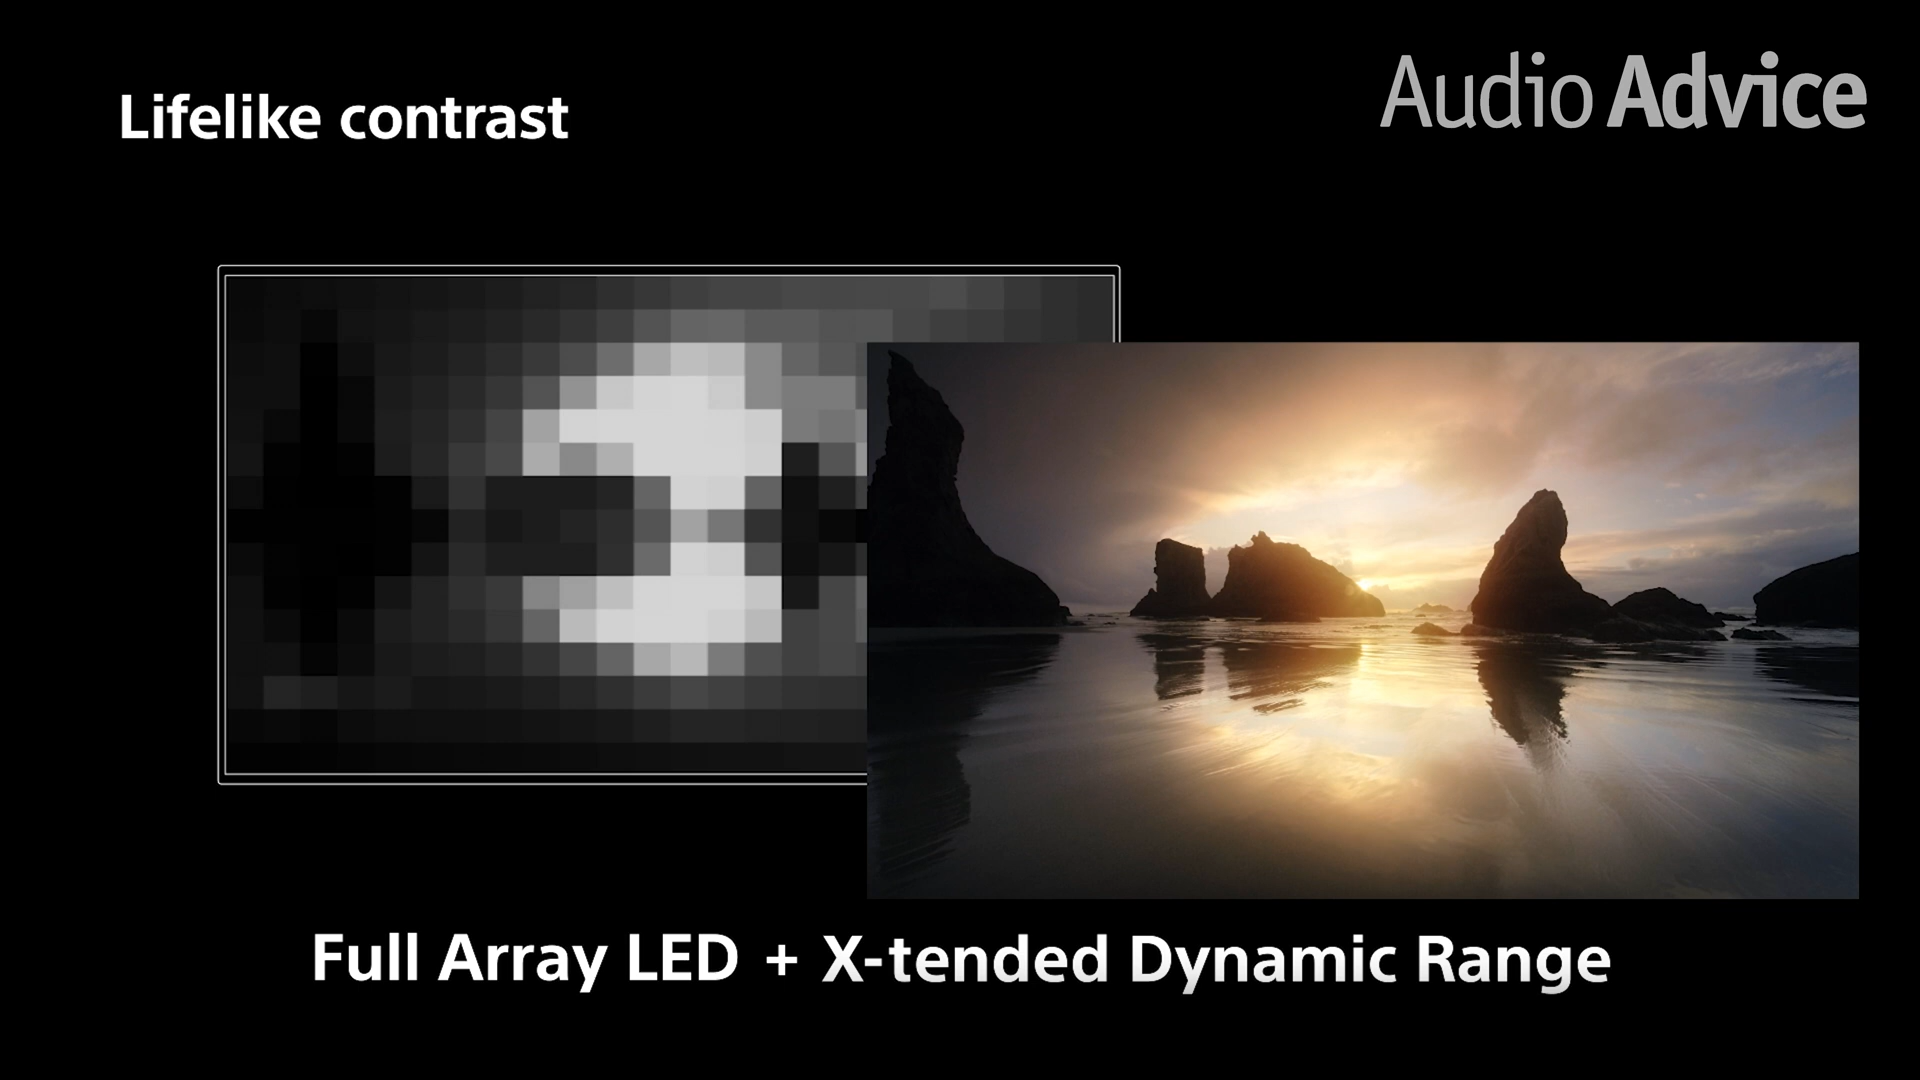 Lifelike contrast
Audio Advice
Full Array LED + X-tended Dynamic Range